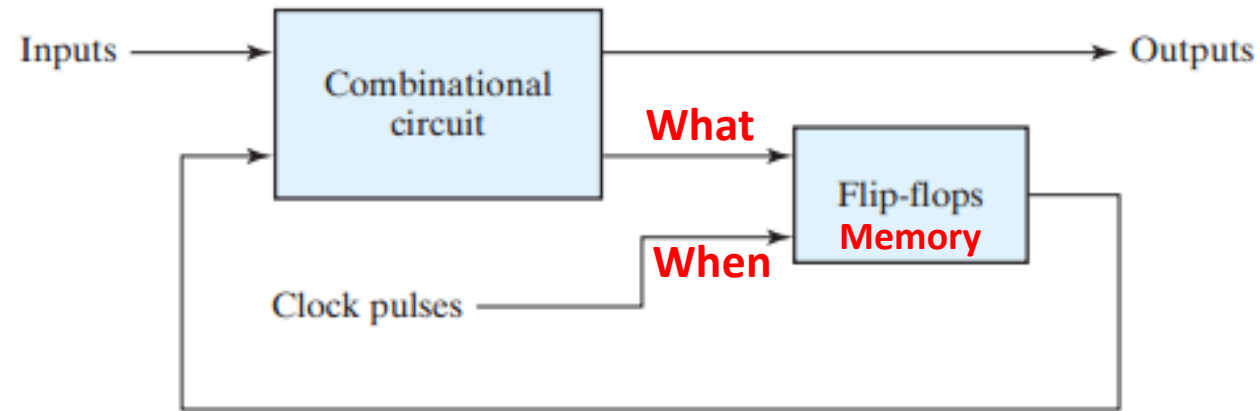 Inputs
Combinational
circuit
Outputs
What
Flip-flops
Memory
When
Clock pulses